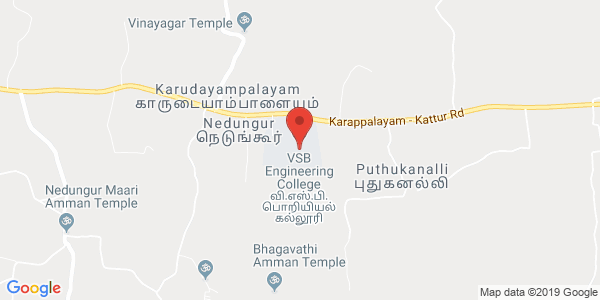 Vinayagar Temple
Karudayampalayam
காருடையாம்பாளையம்
Karappalayam - Kattur Rd
Nedungur
நெடுங்கூர்
VSB
Engineering
College
வி.எஸ்.பி.
பொறியியல்
கல்லூரி
Puthukanalli
புதுகனல்லி
Nedungur Maari
Amman Temple
Bhagavathi
Amman Temple
Google
Map data ©2019 Google